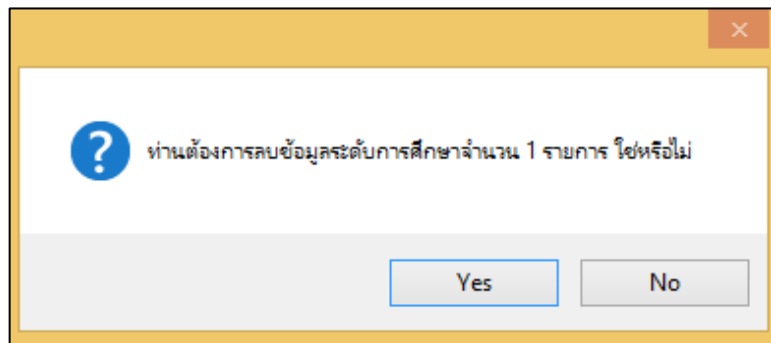 ท่านต้องการลบข้อมูลระดับการศึกษาจำนวน 1 รายการ ใช่หรือไม่
Yes No